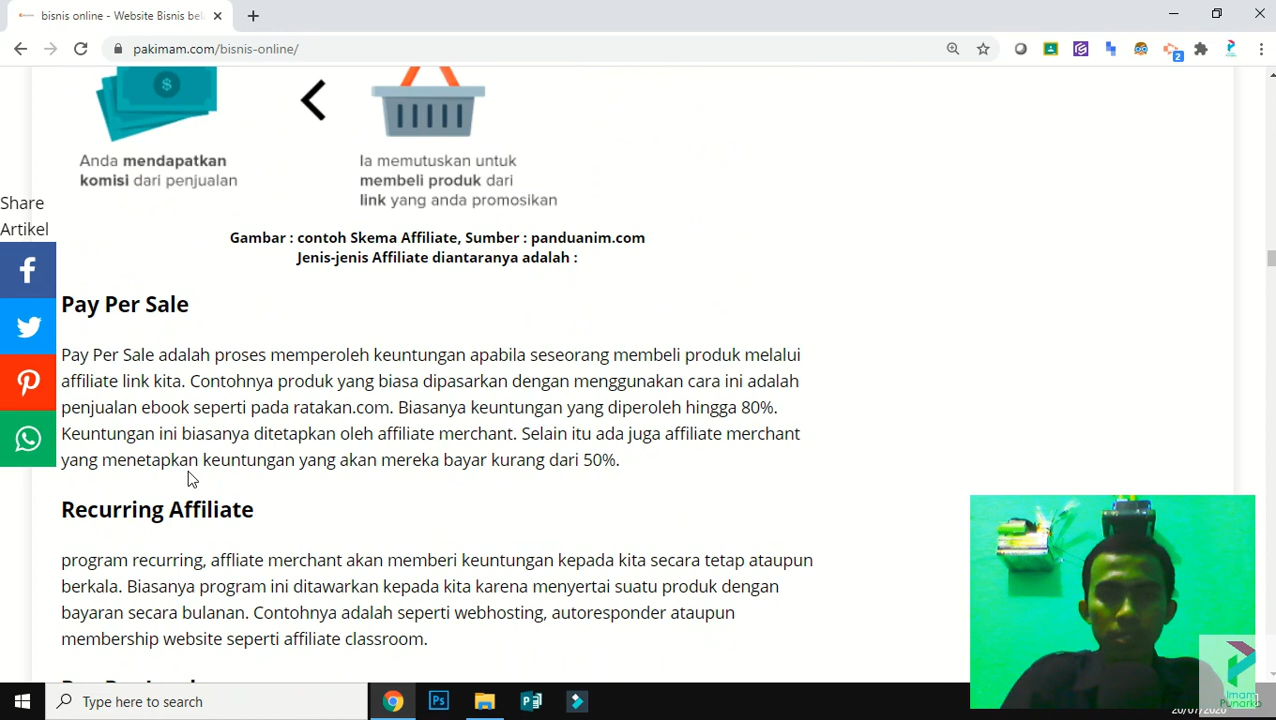 bisnis online - Website Bisnis bel
pakimam.com/bisnis-online/
2
$
Anda mendapatkan
komisi dari penjualan
Ia memutuskan untuk
membeli produk dari
link yang anda promosikan
Share
Artikel
Gambar : contoh Skema Affiliate, Sumber : panduanim.com
Jenis-jenis Affiliate diantaranya adalah :
Pay Per Sale
Pay Per Sale adalah proses memperoleh keuntungan apabila seseorang membeli produk melalui
affiliate link kita. Contohnya produk yang biasa dipasarkan dengan menggunakan cara ini adalah
penjualan ebook seperti pada ratakan.com. Biasanya keuntungan yang diperoleh hingga 80%.
Keuntungan ini biasanya ditetapkan oleh affiliate merchant. Selain itu ada juga affiliate merchant
yang menetapkan keuntungan yang akan mereka bayar kurang dari 50%.
Recurring Affiliate
program recurring, affliate merchant akan memberi keuntungan kepada kita secara tetap ataupun
berkala. Biasanya program ini ditawarkan kepada kita karena menyertai suatu produk dengan
bayaran secara bulanan. Contohnya adalah seperti webhosting, autoresponder ataupun
membership website seperti affiliate classroom.
Imam
Punarko
Type here to search
Ps